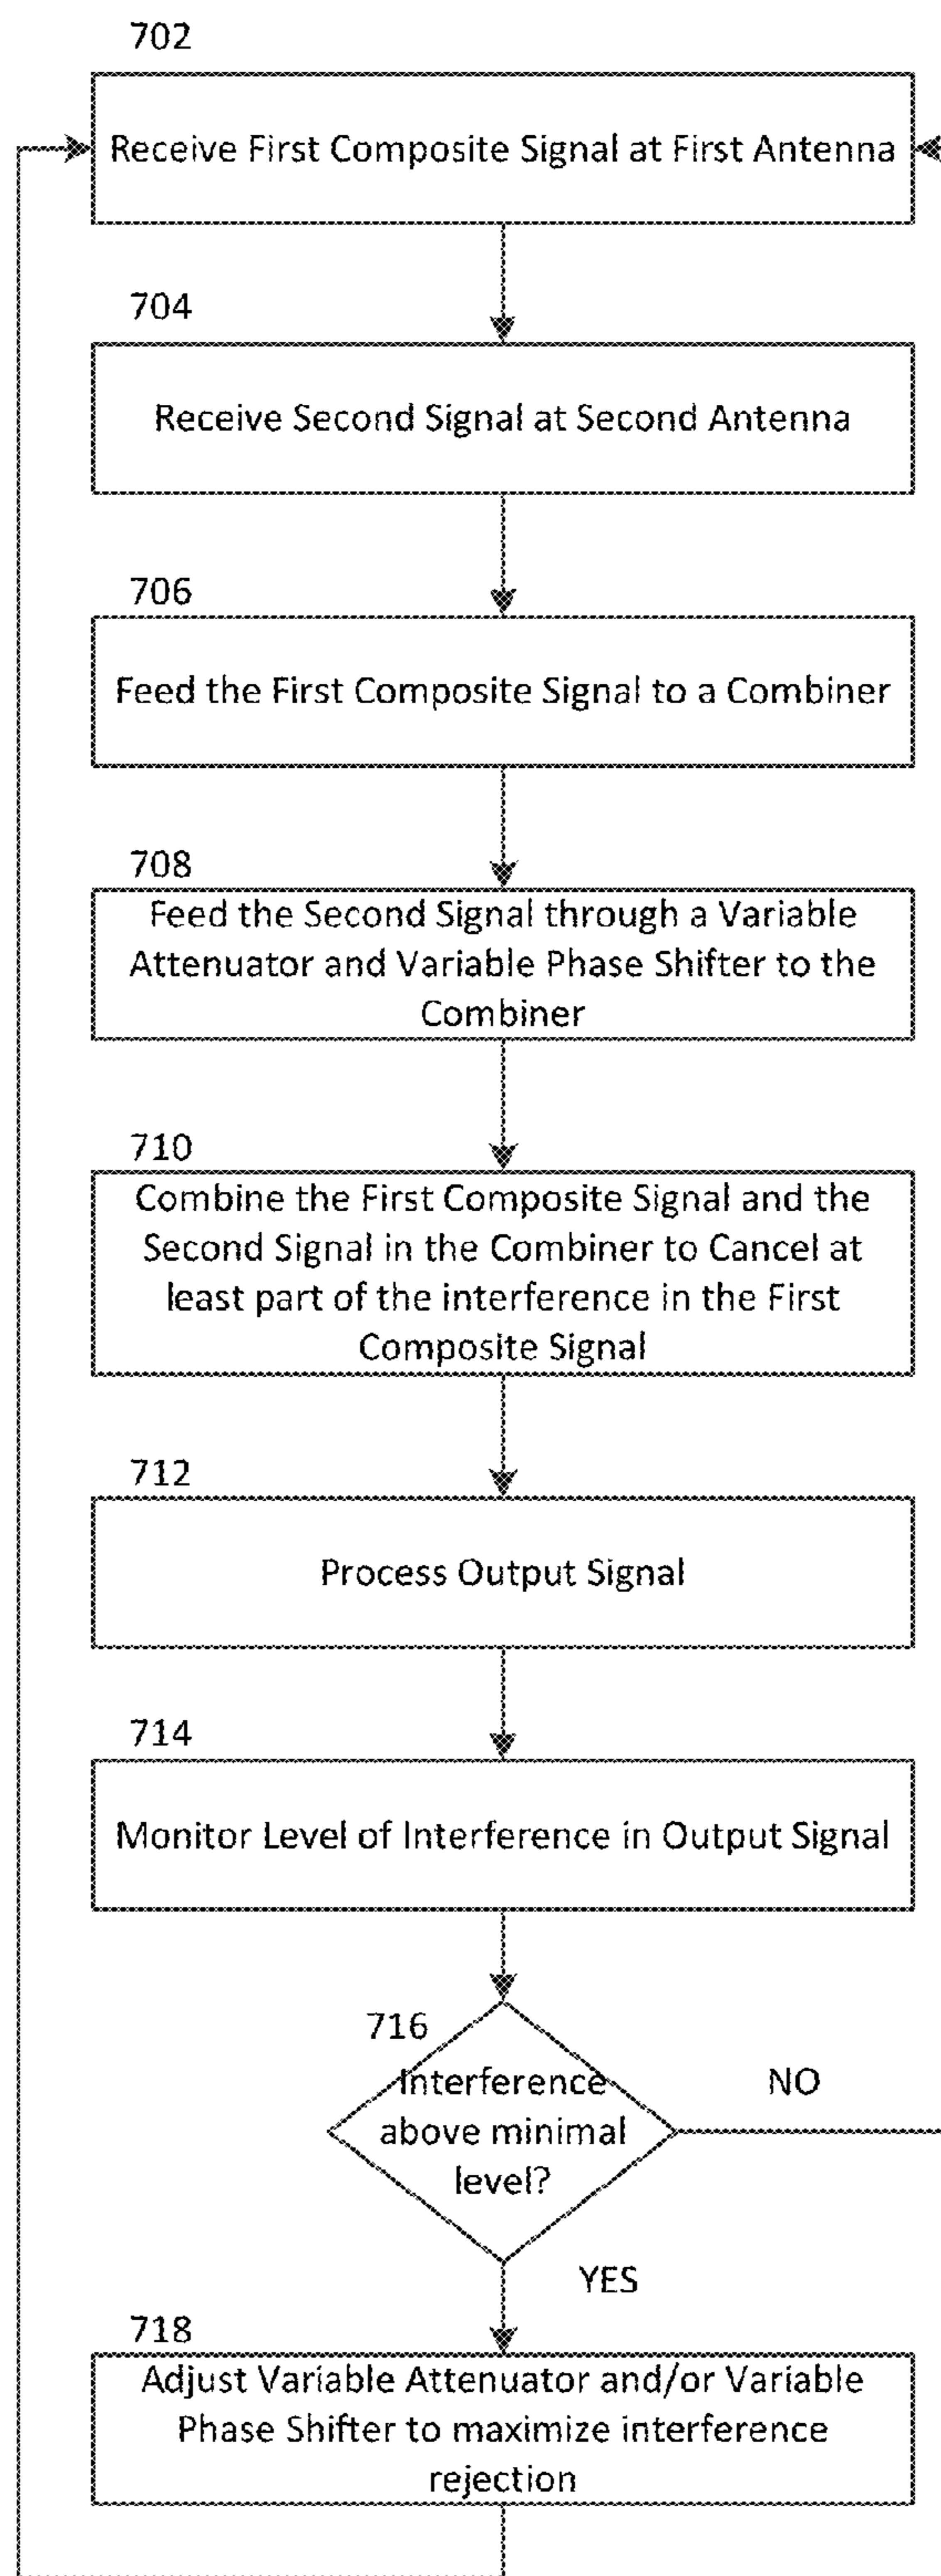 702
Receive First Composite Signal at First Antenna
704
Receive Second Signal at Second Antenna
706
Feed the First Composite Signal to a Combiner
708
Feed the Second Signal through a Variable
Attenuator and Variable Phase Shifter to the
Combiner
710
Combine the First Composite Signal and the
Second Signal in the Combiner to Cancel at
least part of the interference in the First
Composite Signal
712
Process Output Signal
714
Monitor Level of Interference in Output Signal
716
Interference
above minimal
level?
NO
YES
718
Adjust Variable Attenuator and/or Variable
Phase Shifter to maximize interference
rejection